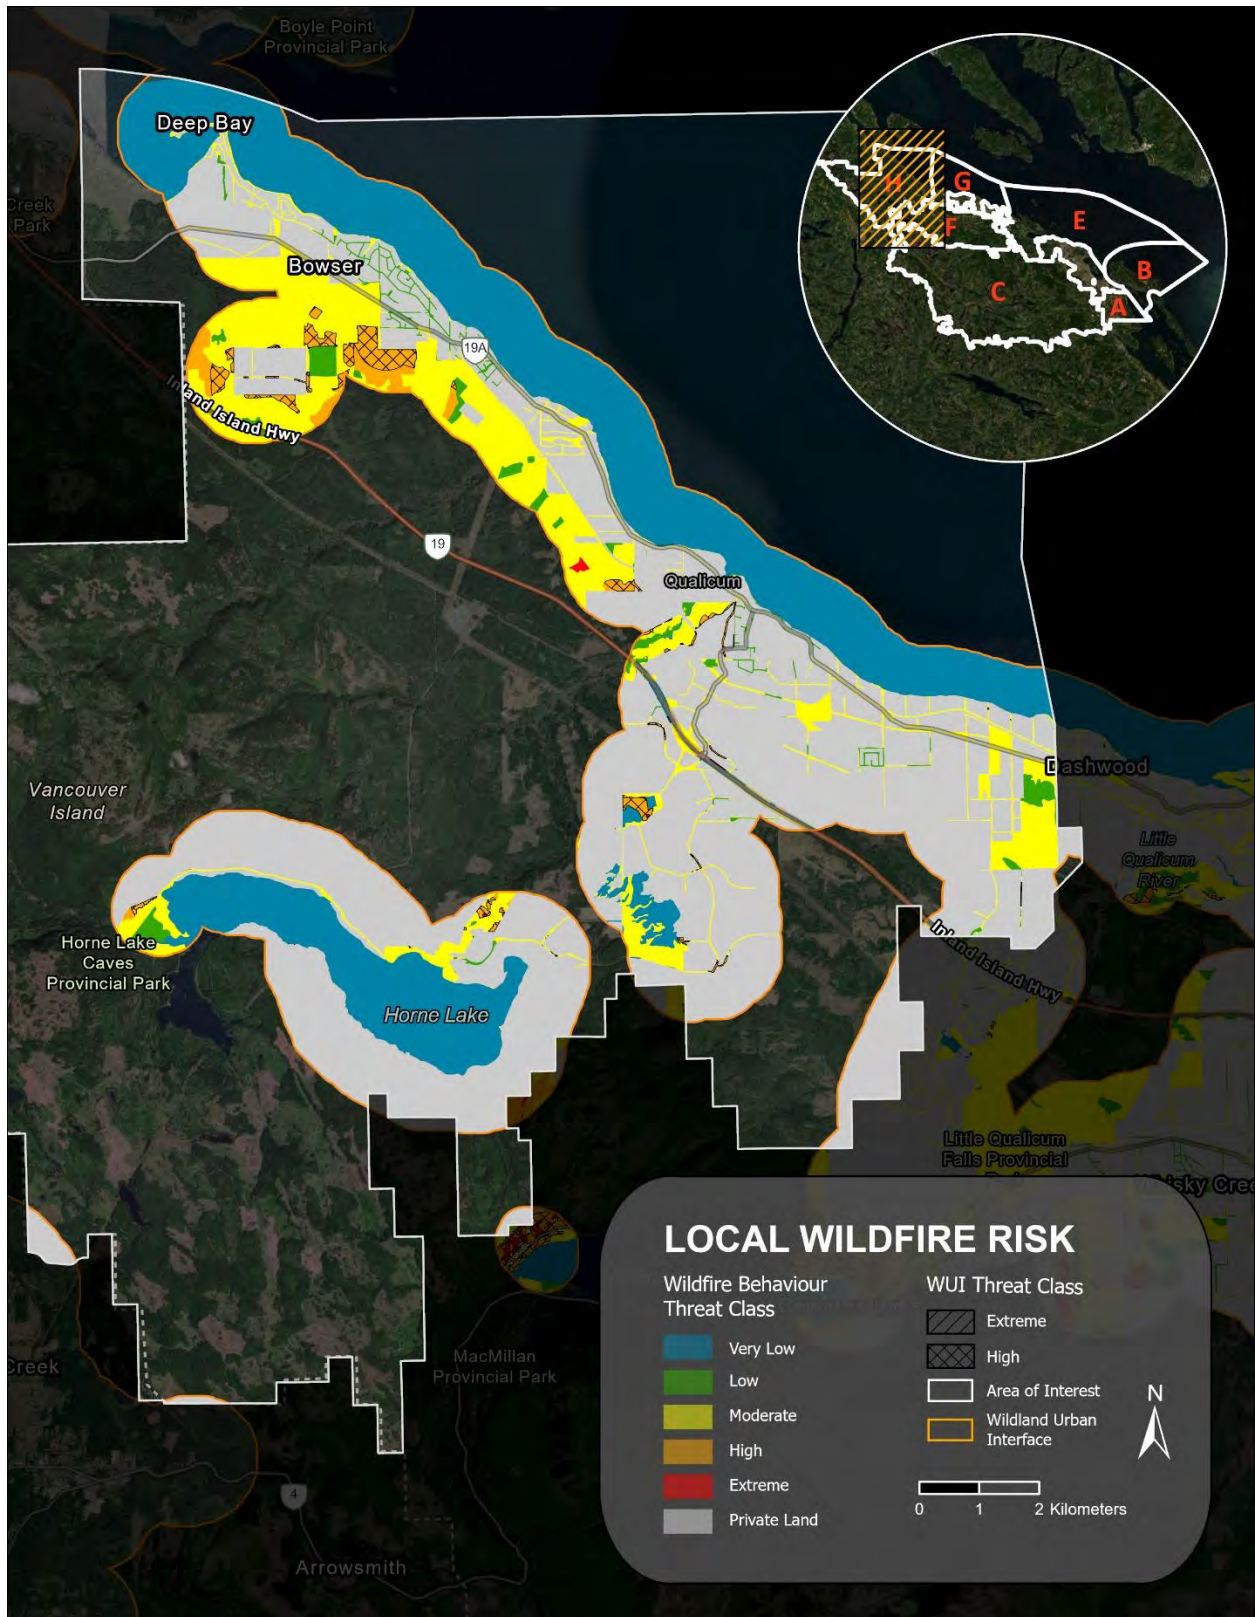 Boyle Point
Provincial Park
Deep Bay
Creek
Park
Bowser
19A
Inland Island Hwy
19
Qualicum
Vancouver
Island
Dashwood
Little
Qualicum
River
Horne Lake
Caves
Provincial Park
Horne Lake
Inland Island Hwy
Little Qualicum
Falls Provincial
Whisky Cree
Creek
MacMillan
Provincial Park
4
Arrowsmith
H
G
F
E
B
C
A
LOCAL WILDFIRE RISK
Wildfire Behaviour
Threat Class
Very Low
Low
Moderate
High
Extreme
Private Land
WUI Threat Class
Extreme
High
Area of Interest
Wildland Urban
Interface
N
0 1 2 Kilometers